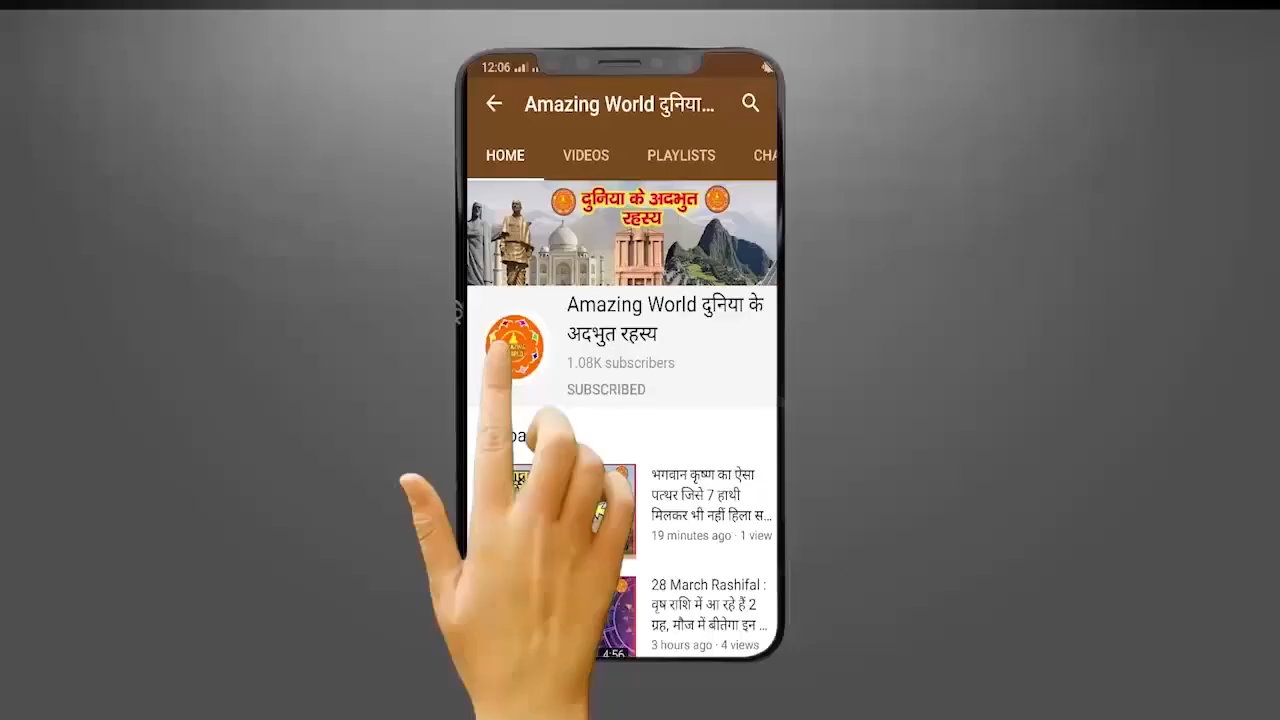 12:06
Amazing World दुनिया...
HOME VIDEOS PLAYLISTS CHA
दुनिया के अदभुत
रहस्य
Amazing World दुनिया के
अदभुत रहस्य
1.08K subscribers
SUBSCRIBED
भगवान कृष्ण का ऐसा
पत्थर जिसे 7 हाथी
मिलकर भी नहीं हिला स...
19 minutes ago · 1 view
28 March Rashifal :
वृष राशि में आ रहे हैं 2
ग्रह, मौज में बीतेगा इन ...
3 hours ago · 4 views
4:56